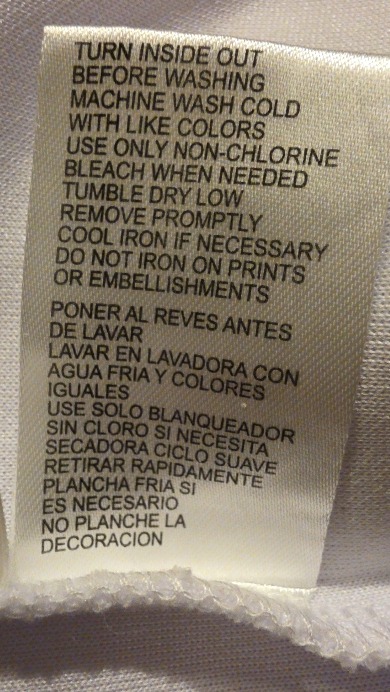 TURN INSIDE OUT
BEFORE WASHING
MACHINE WASH COLD
WITH LIKE COLORS
USE ONLY NON-CHLORINE
BLEACH WHEN NEEDED
TUMBLE DRY LOW
REMOVE PROMPTLY
COOL IRON IF NECESSARY
DO NOT IRON ON PRINTS
OR EMBELLISHMENTS
PONER AL REVES ANTES
DE LAVAR
LAVAR EN LAVADORA CON
AGUA FRIA Y COLORES
IGUALES
USE SOLO BLANQUEADOR
SIN CLORO SI NECESITA
SECADORA CICLO SUAVE
RETIRAR RAPIDAMENTE
PLANCHA FRIA SI
ES NECESARIO
NO PLANCHE LA
DECORACION